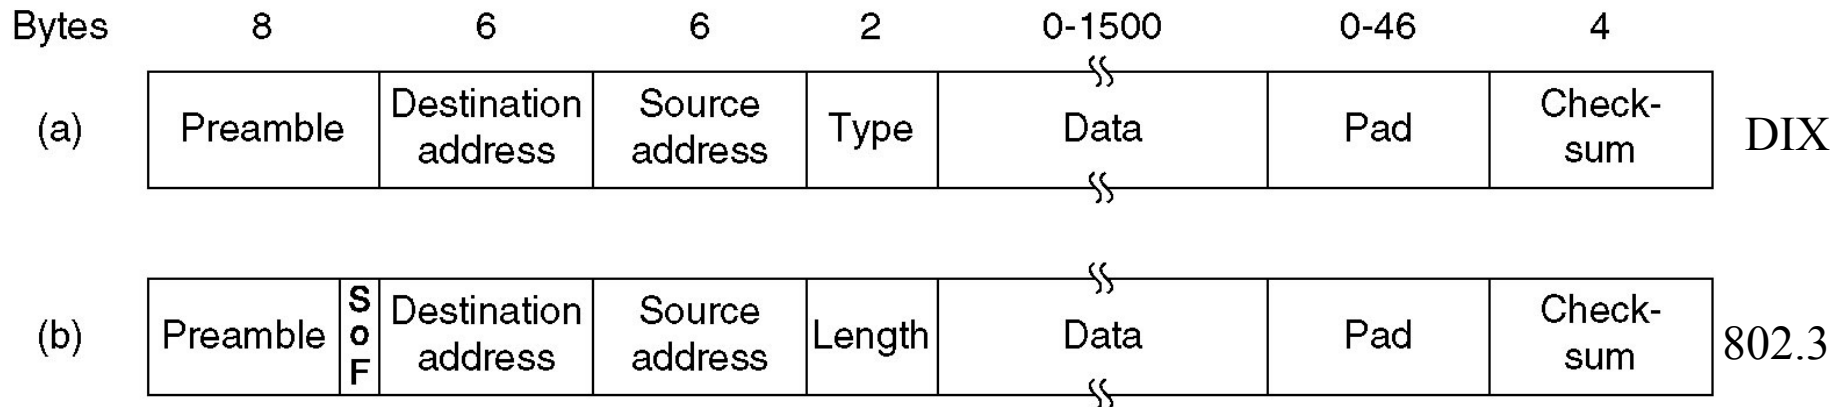 Bytes 8 6 6 2 0-1500 0-46 4
(a) Preamble Destination address Source address Type Data Pad Check-sum DIX
(b) Preamble SoF Destination address Source address Length Data Pad Check-sum 802.3